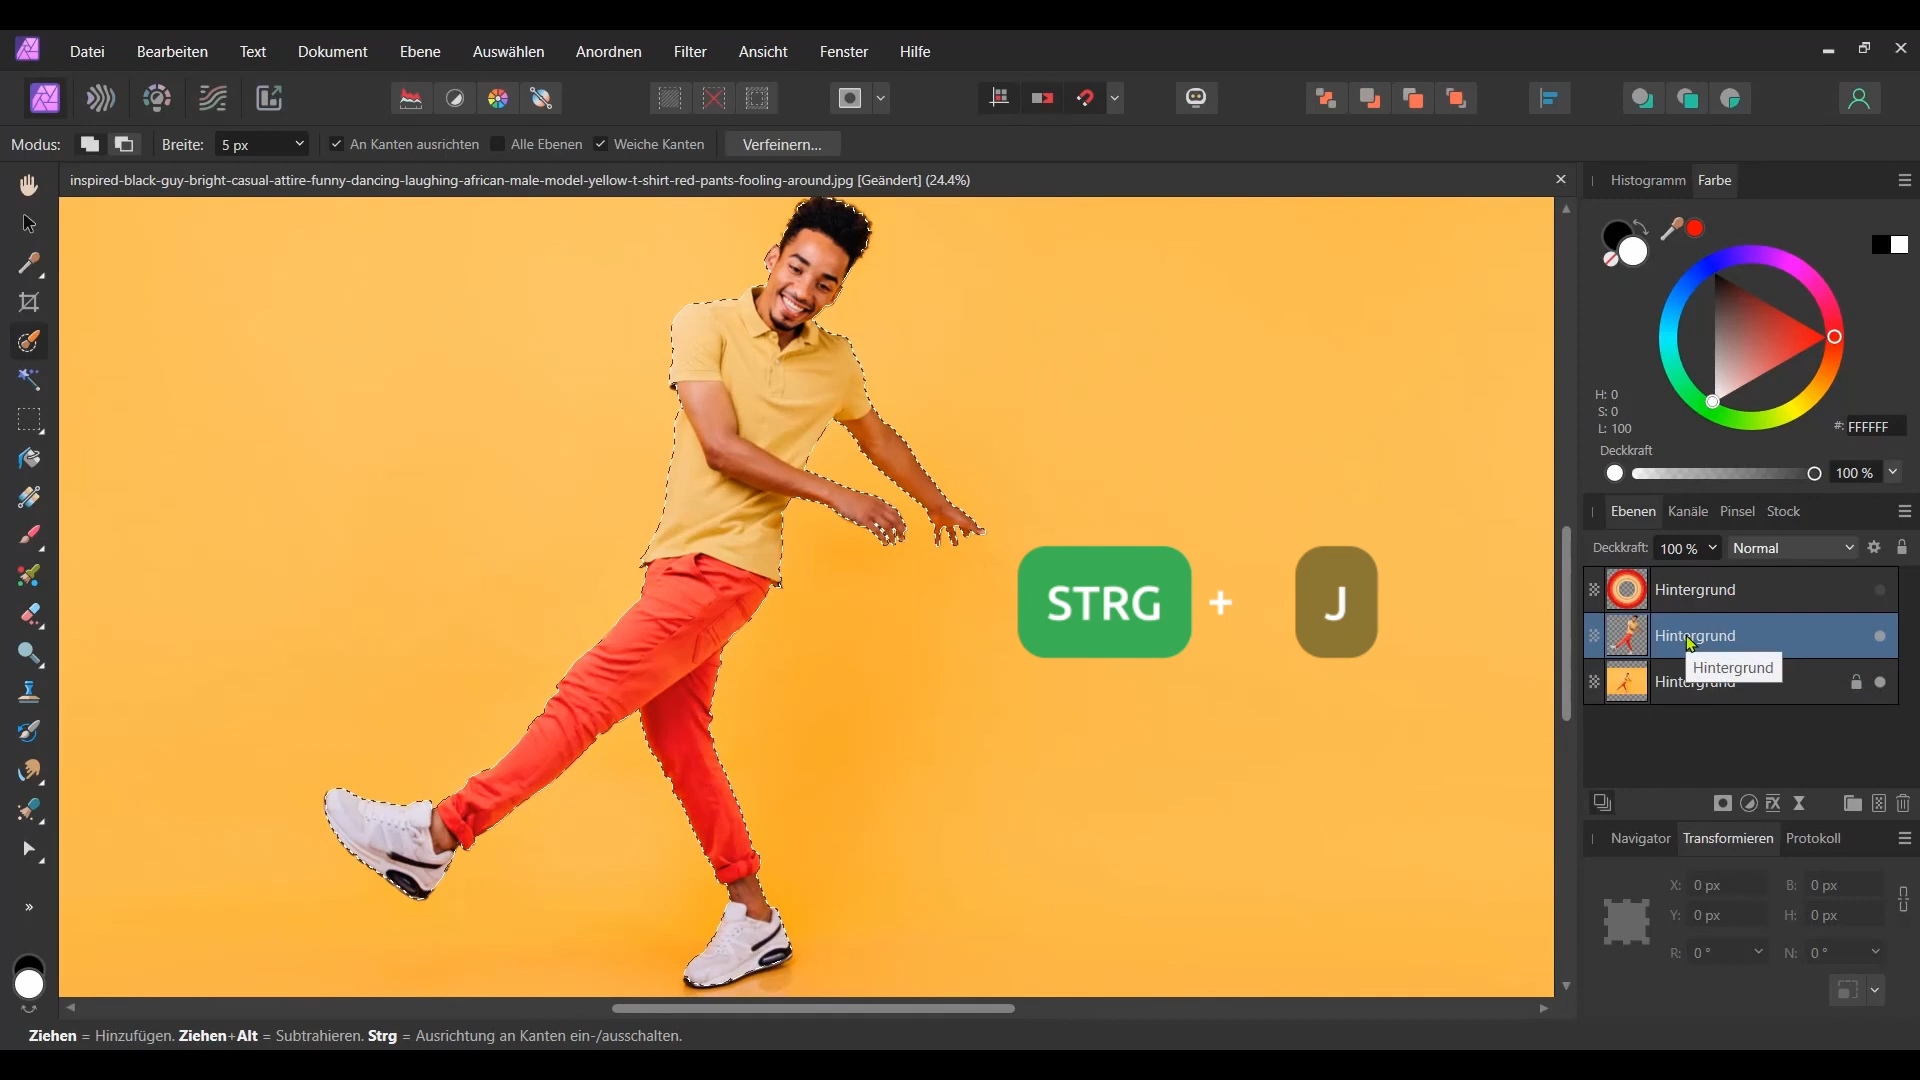 Datei Bearbeiten Text Dokument Ebene Auswählen Anordnen Filter Ansicht Fenster Hilfe
Modus: Breite: 5 px An Kanten ausrichten Alle Ebenen Weiche Kanten Verfeinern...
inspired-black-guy-bright-casual-attire-funny-dancing-laughing-african-male-model-yellow-t-shirt-red-pants-fooling-around.jpg [Geändert] (24.4%)
Histogramm Farbe
H: 0
S: 0
L: 100
#: FFFFFF
Deckkraft
100 %
Ebenen Kanäle Pinsel Stock
Deckkraft: 100 % Normal
Hintergrund
Hintergrund
Hintergrund
Hintergrund
STRG + J
Navigator Transformieren Protokoll
X: 0 px B: 0 px
Y: 0 px H: 0 px
R: 0 ° N: 0 °
Ziehen = Hinzufügen. Ziehen+Alt = Subtrahieren. Strg = Ausrichtung an Kanten ein-/ausschalten.